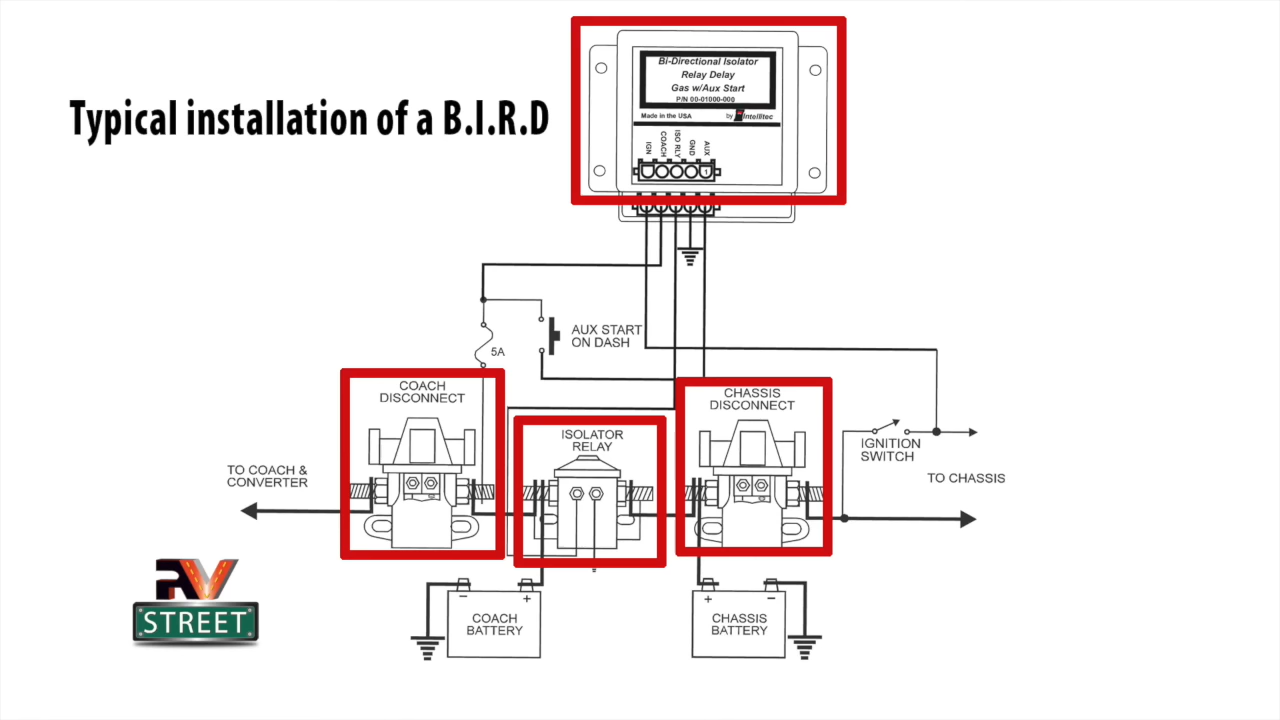 Typical installation of a B.I.R.D
Bi-Directional Isolator
Relay Delay
Gas w/Aux Start
P/N 00-01000-000
Made in the USA
by Intellitec
IGN
COACH
ISO RLY
GND
AUX
1
AUX START
ON DASH
5A
COACH
DISCONNECT
CHASSIS
DISCONNECT
ISOLATOR
RELAY
IGNITION
SWITCH
TO COACH &
CONVERTER
TO CHASSIS
RV
STREET
- +
COACH
BATTERY
+ -
CHASSIS
BATTERY